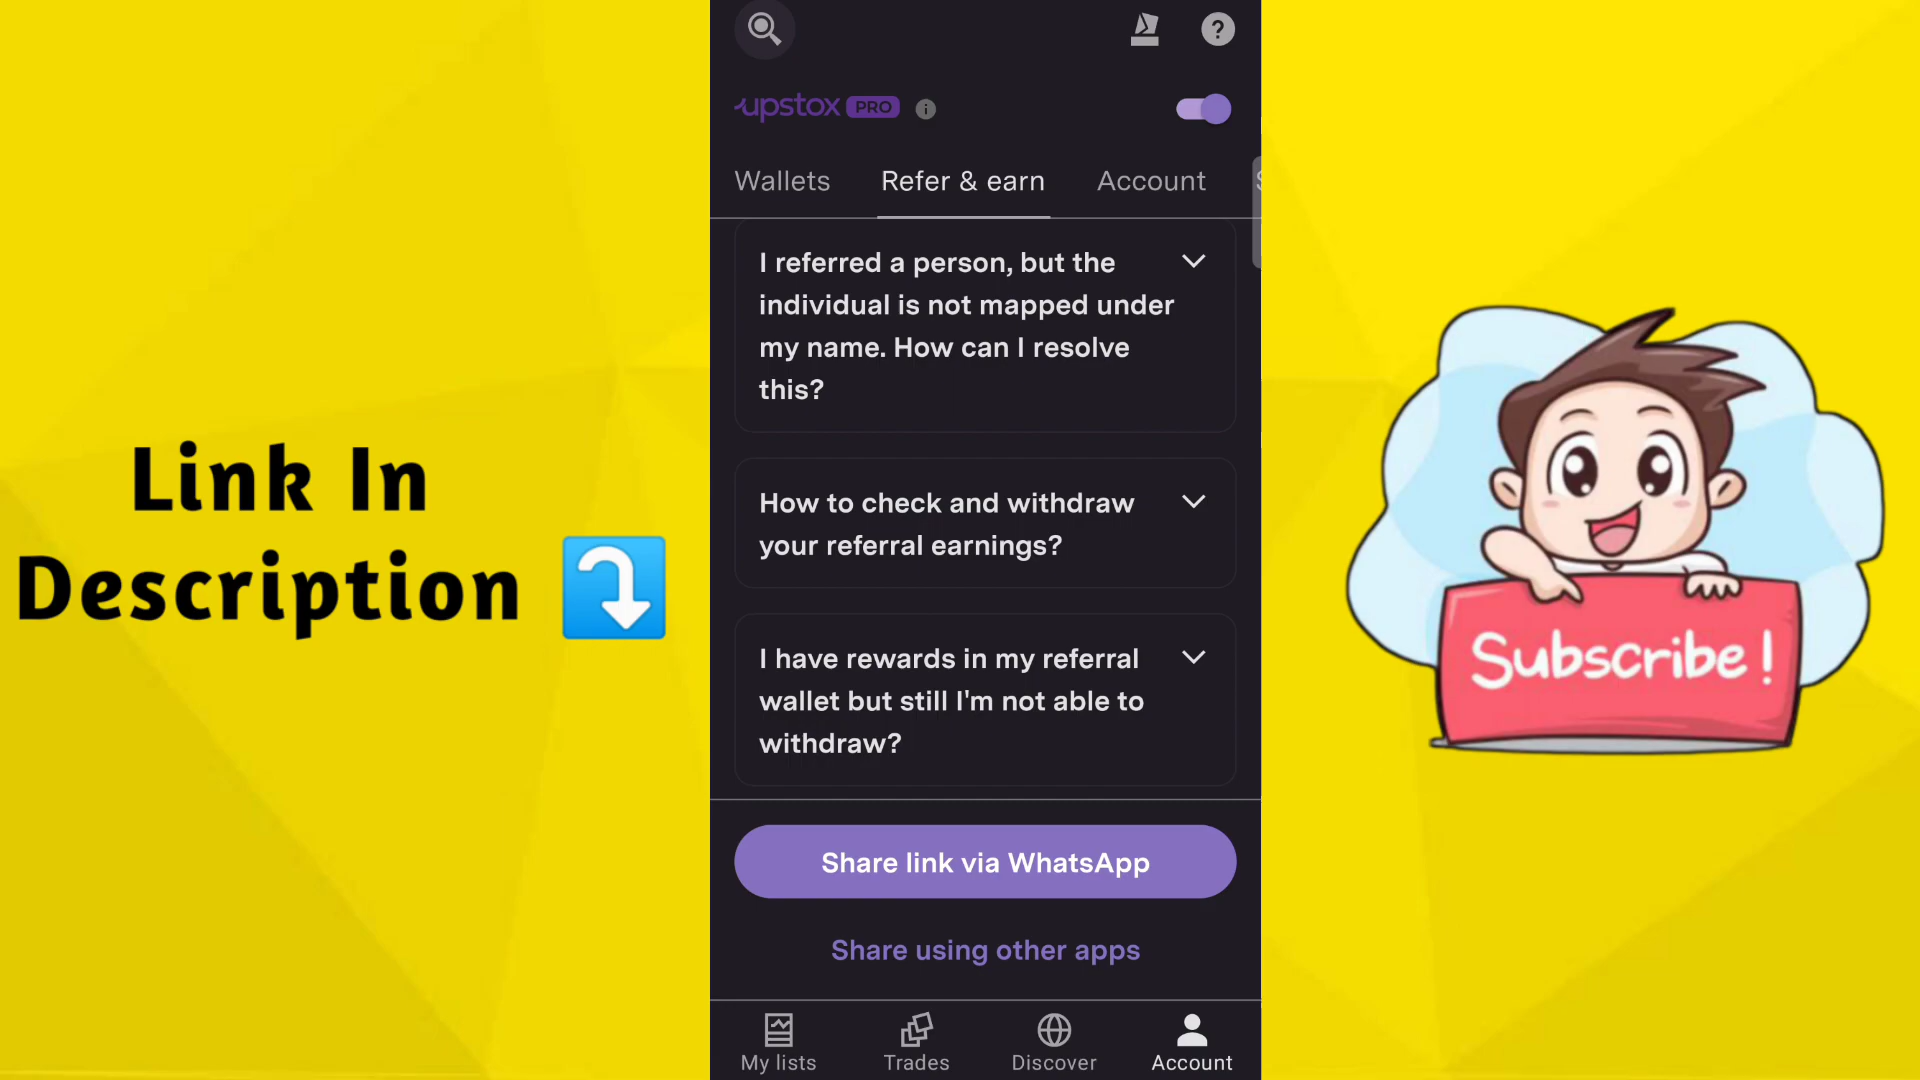 upstox PRO
Wallets Refer & earn Account S
I referred a person, but the
individual is not mapped under
my name. How can I resolve
this?
How to check and withdraw
your referral earnings?
I have rewards in my referral
wallet but still I'm not able to
withdraw?
Share link via WhatsApp
Share using other apps
My lists Trades Discover Account
Link In
Description
Subscribe!